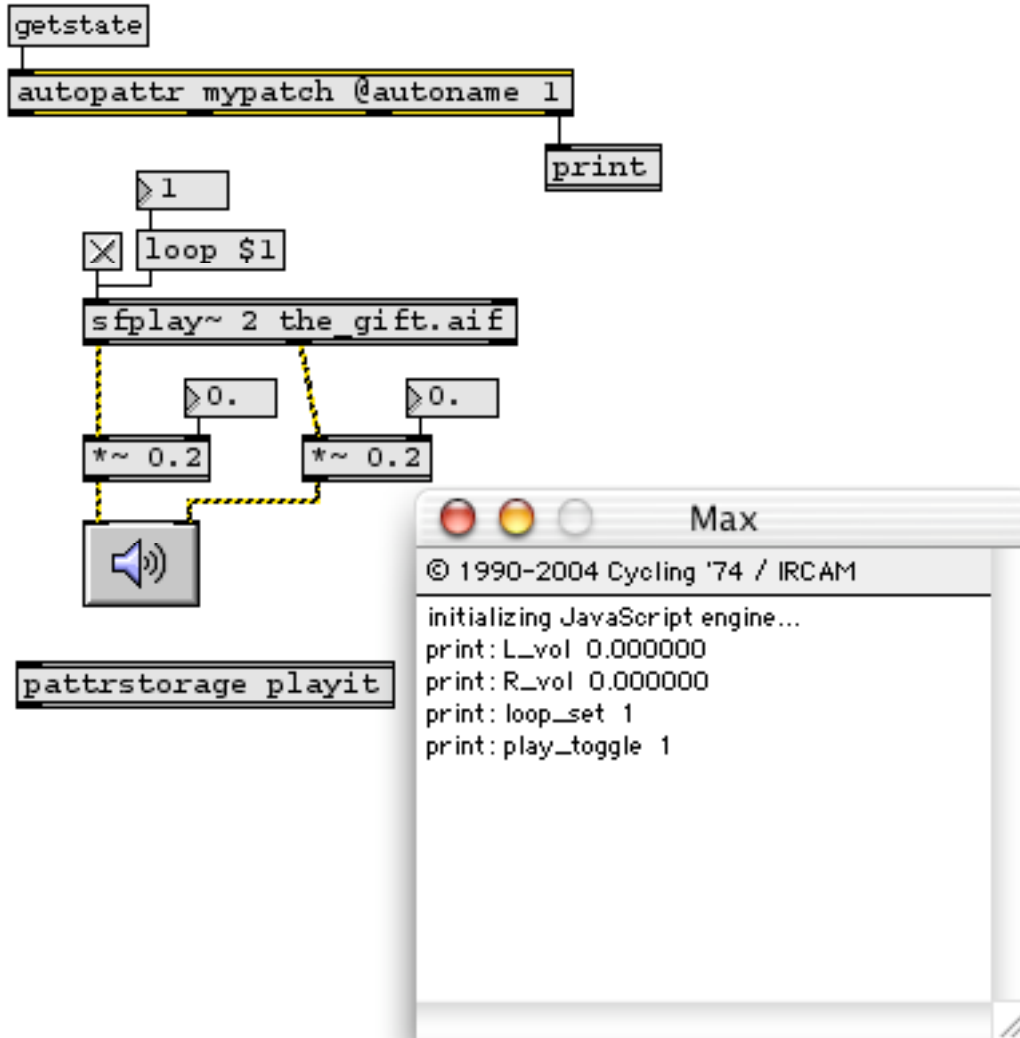 getstate
autopattr mypatch @autoname 1
print
1
loop $1
sfplay~ 2 the_gift.aif
0.
0.
*~ 0.2
*~ 0.2
pattrstorage playit
Max
© 1990-2004 Cycling '74 / IRCAM
initializing JavaScript engine...
print: L_vol 0.000000
print: R_vol 0.000000
print: loop_set 1
print: play_toggle 1